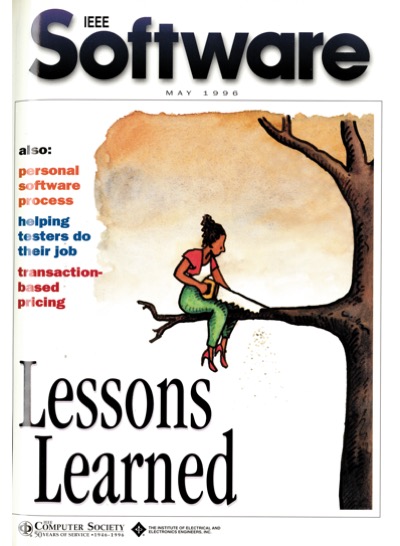 IEEE
Software
MAY 1996
also:
personal
software
process
helping
testers do
their job
transaction-
based
pricing
Lessons
Learned
IEEE
COMPUTER SOCIETY
50 YEARS OF SERVICE • 1946-1996
THE INSTITUTE OF ELECTRICAL AND
ELECTRONICS ENGINEERS, INC.